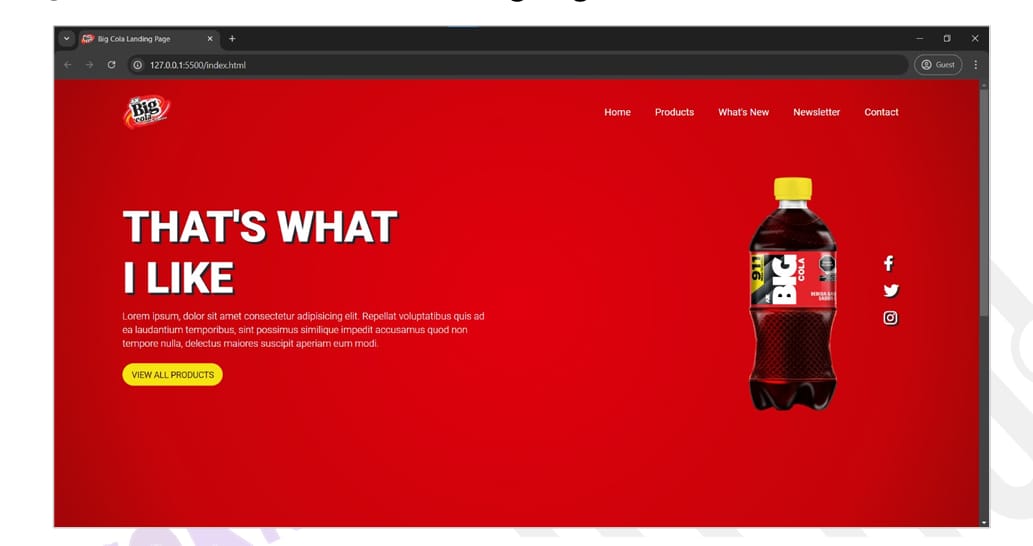 Big Cola Landing Page
127.0.0.1:5500/index.html
Guest
Big
cola
Home Products What's New Newsletter Contact
THAT'S WHAT
I LIKE
Lorem ipsum, dolor sit amet consectetur adipisicing elit. Repellat voluptatibus quis ad
ea laudantium temporibus, sint possimus similique impedit accusamus quod non
tempore nulla, delectus maiores suscipit aperiam eum modi.
VIEW ALL PRODUCTS
911
BIG
COLA